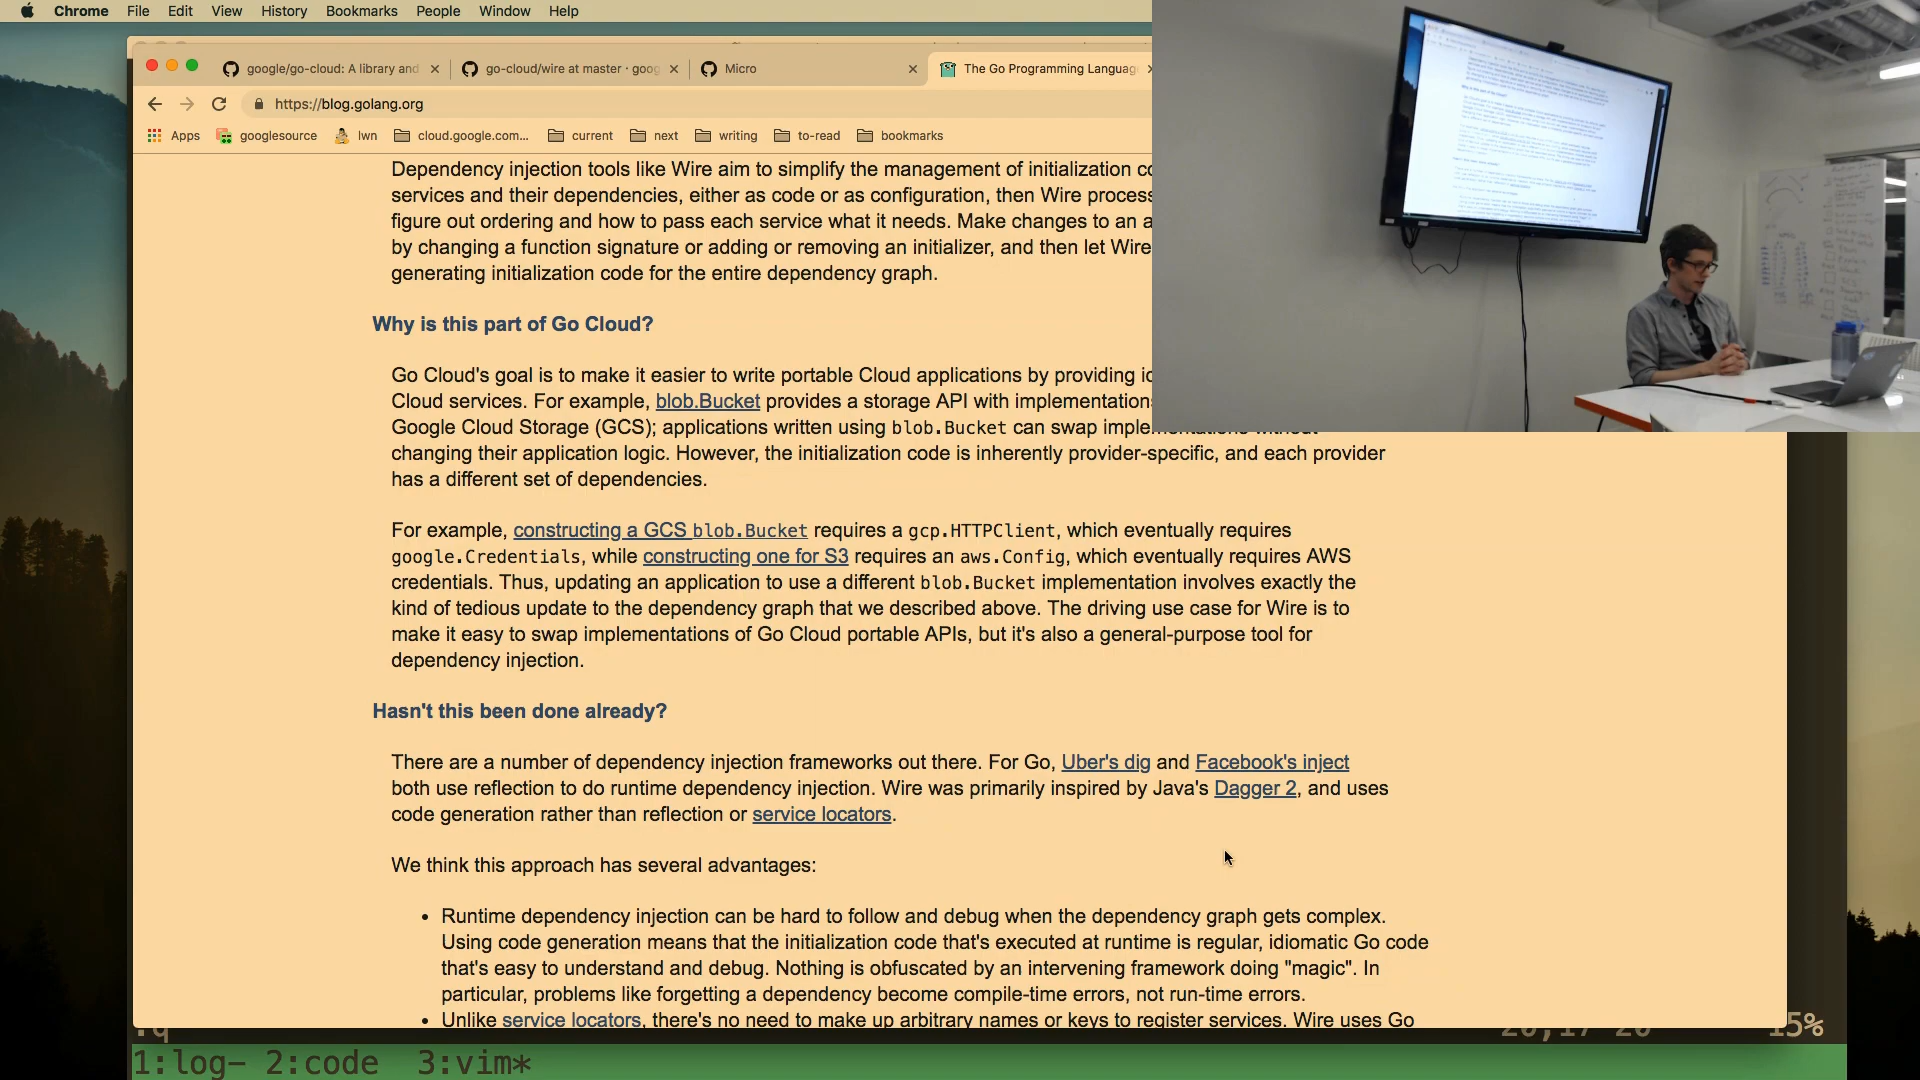 Chrome File Edit View History Bookmarks People Window Help
google/go-cloud: A library and
go-cloud/wire at master · goog
Micro
The Go Programming Languag
https://blog.golang.org
Apps googlesource lwn cloud.google.com... current next writing to-read bookmarks
Dependency injection tools like Wire aim to simplify the management of initialization co
services and their dependencies, either as code or as configuration, then Wire process
figure out ordering and how to pass each service what it needs. Make changes to an a
by changing a function signature or adding or removing an initializer, and then let Wire
generating initialization code for the entire dependency graph.
Why is this part of Go Cloud?
Go Cloud's goal is to make it easier to write portable Cloud applications by providing id
Cloud services. For example, blob.Bucket provides a storage API with implementation
Google Cloud Storage (GCS); applications written using blob.Bucket can swap implementations without
changing their application logic. However, the initialization code is inherently provider-specific, and each provider
has a different set of dependencies.
For example, constructing a GCS blob.Bucket requires a gcp.HTTPClient, which eventually requires
google.Credentials, while constructing one for S3 requires an aws.Config, which eventually requires AWS
credentials. Thus, updating an application to use a different blob.Bucket implementation involves exactly the
kind of tedious update to the dependency graph that we described above. The driving use case for Wire is to
make it easy to swap implementations of Go Cloud portable APIs, but it's also a general-purpose tool for
dependency injection.
Hasn't this been done already?
There are a number of dependency injection frameworks out there. For Go, Uber's dig and Facebook's inject
both use reflection to do runtime dependency injection. Wire was primarily inspired by Java's Dagger 2, and uses
code generation rather than reflection or service locators.
We think this approach has several advantages:
• Runtime dependency injection can be hard to follow and debug when the dependency graph gets complex.
Using code generation means that the initialization code that's executed at runtime is regular, idiomatic Go code
that's easy to understand and debug. Nothing is obfuscated by an intervening framework doing "magic". In
particular, problems like forgetting a dependency become compile-time errors, not run-time errors.
• Unlike service locators, there's no need to make up arbitrary names or keys to register services. Wire uses Go
:q 15%
1:log- 2:code 3:vim*